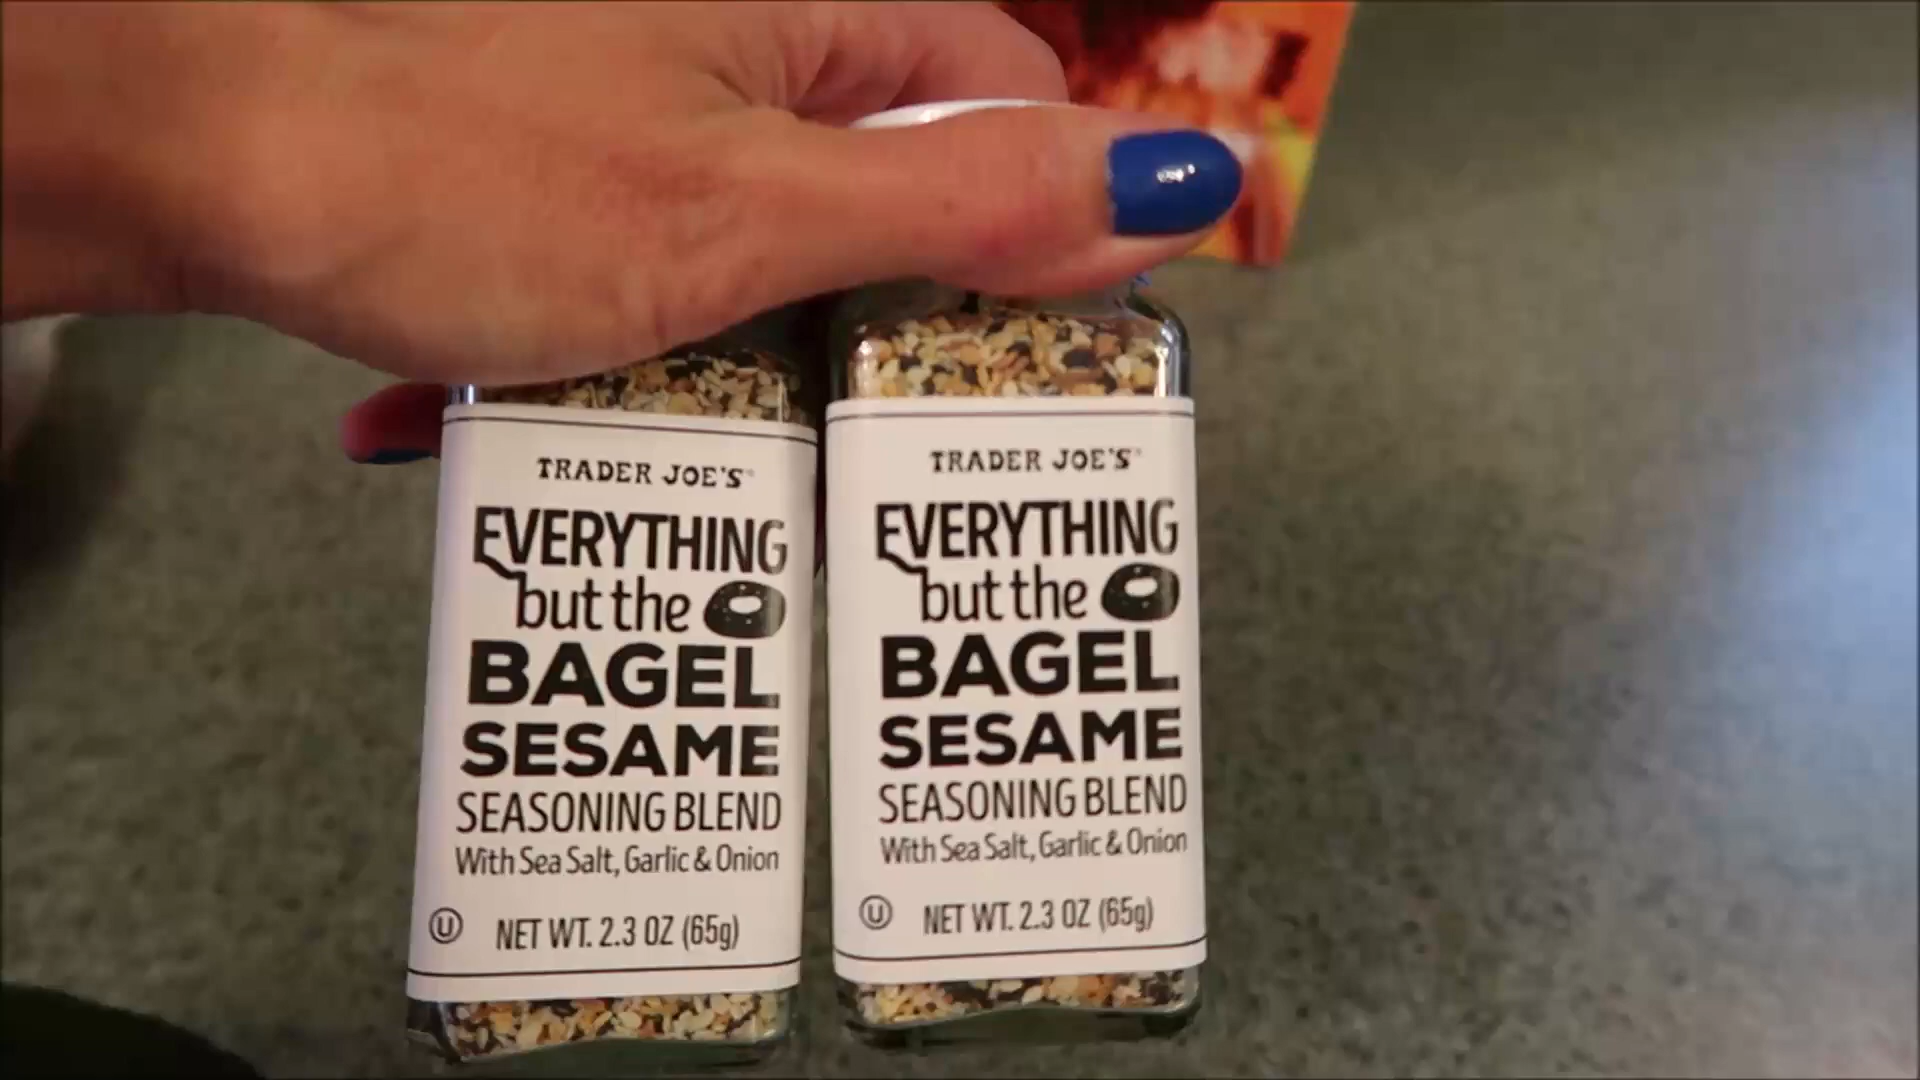 TRADER JOE'S
EVERYTHING
but the
BAGEL
SESAME
SEASONING BLEND
With Sea Salt, Garlic & Onion
U NET WT. 2.3 OZ (65g)
TRADER JOE'S
EVERYTHING
but the
BAGEL
SESAME
SEASONING BLEND
With Sea Salt, Garlic & Onion
U NET WT. 2.3 OZ (65g)